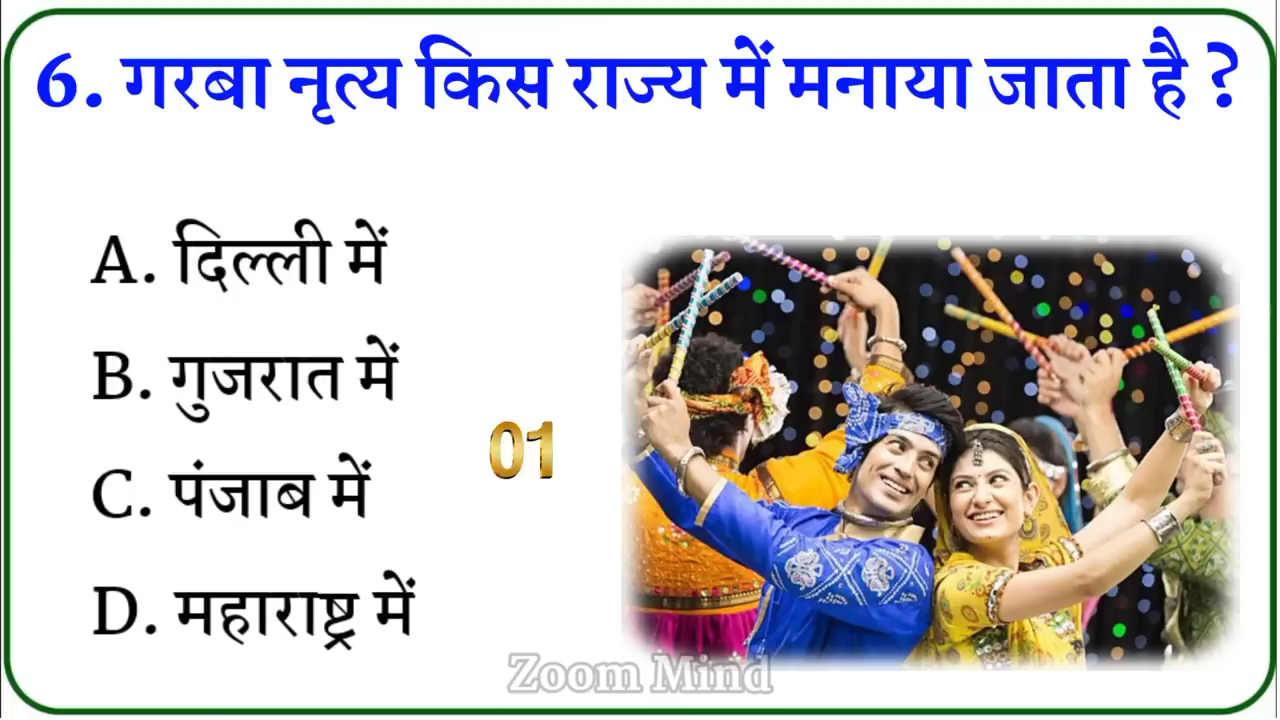 6. गरबा नृत्य किस राज्य में मनाया जाता है ?
A. दिल्ली में
B. गुजरात में
01
C. पंजाब में
D. महाराष्ट्र में
Zoom Mind